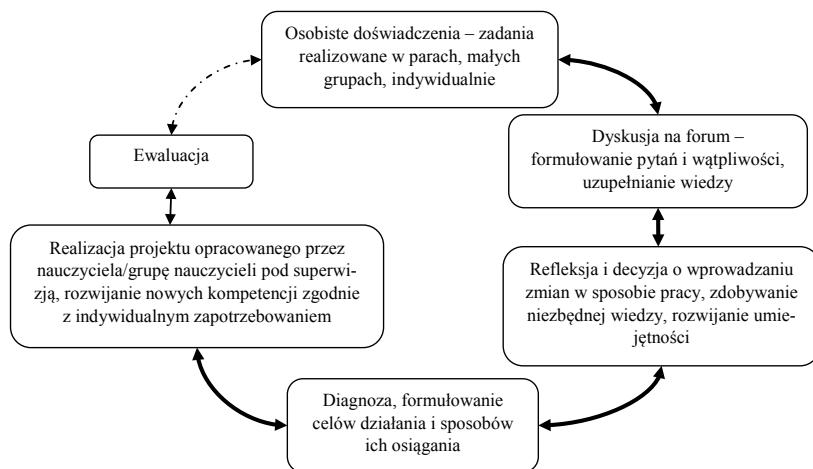 Osobiste doświadczenia – zadania
realizowane w parach, małych
grupach, indywidualnie
Dyskusja na forum –
formułowanie pytań i wątpliwości,
uzupełnianie wiedzy
Refleksja i decyzja o wprowadzaniu
zmian w sposobie pracy, zdobywanie
niezbędnej wiedzy, rozwijanie umie-
jętności
Diagnoza, formułowanie
celów działania i sposobów
ich osiągania
Realizacja projektu opracowanego przez
nauczyciela/grupę nauczycieli pod superwi-
zją, rozwijanie nowych kompetencji zgodnie
z indywidualnym zapotrzebowaniem
Ewaluacja